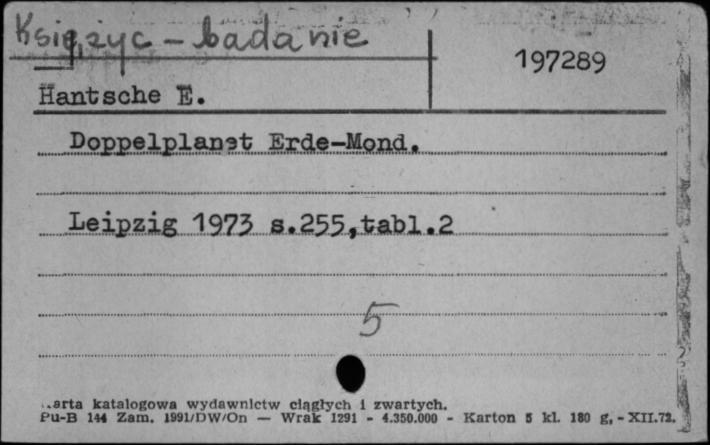 Księżyc – badanie
197289
Hantsche E.
Doppelplanet Erde-Mond.
Leipzig 1973 s.255,tabl.2
5
karta katalogowa wydawnictw ciągłych i zwartych.
Pu-B 144 Zam. 1991/DW/On — Wrak 1291 - 4.350.000 - Karton 5 kl. 180 g, - XII.72.